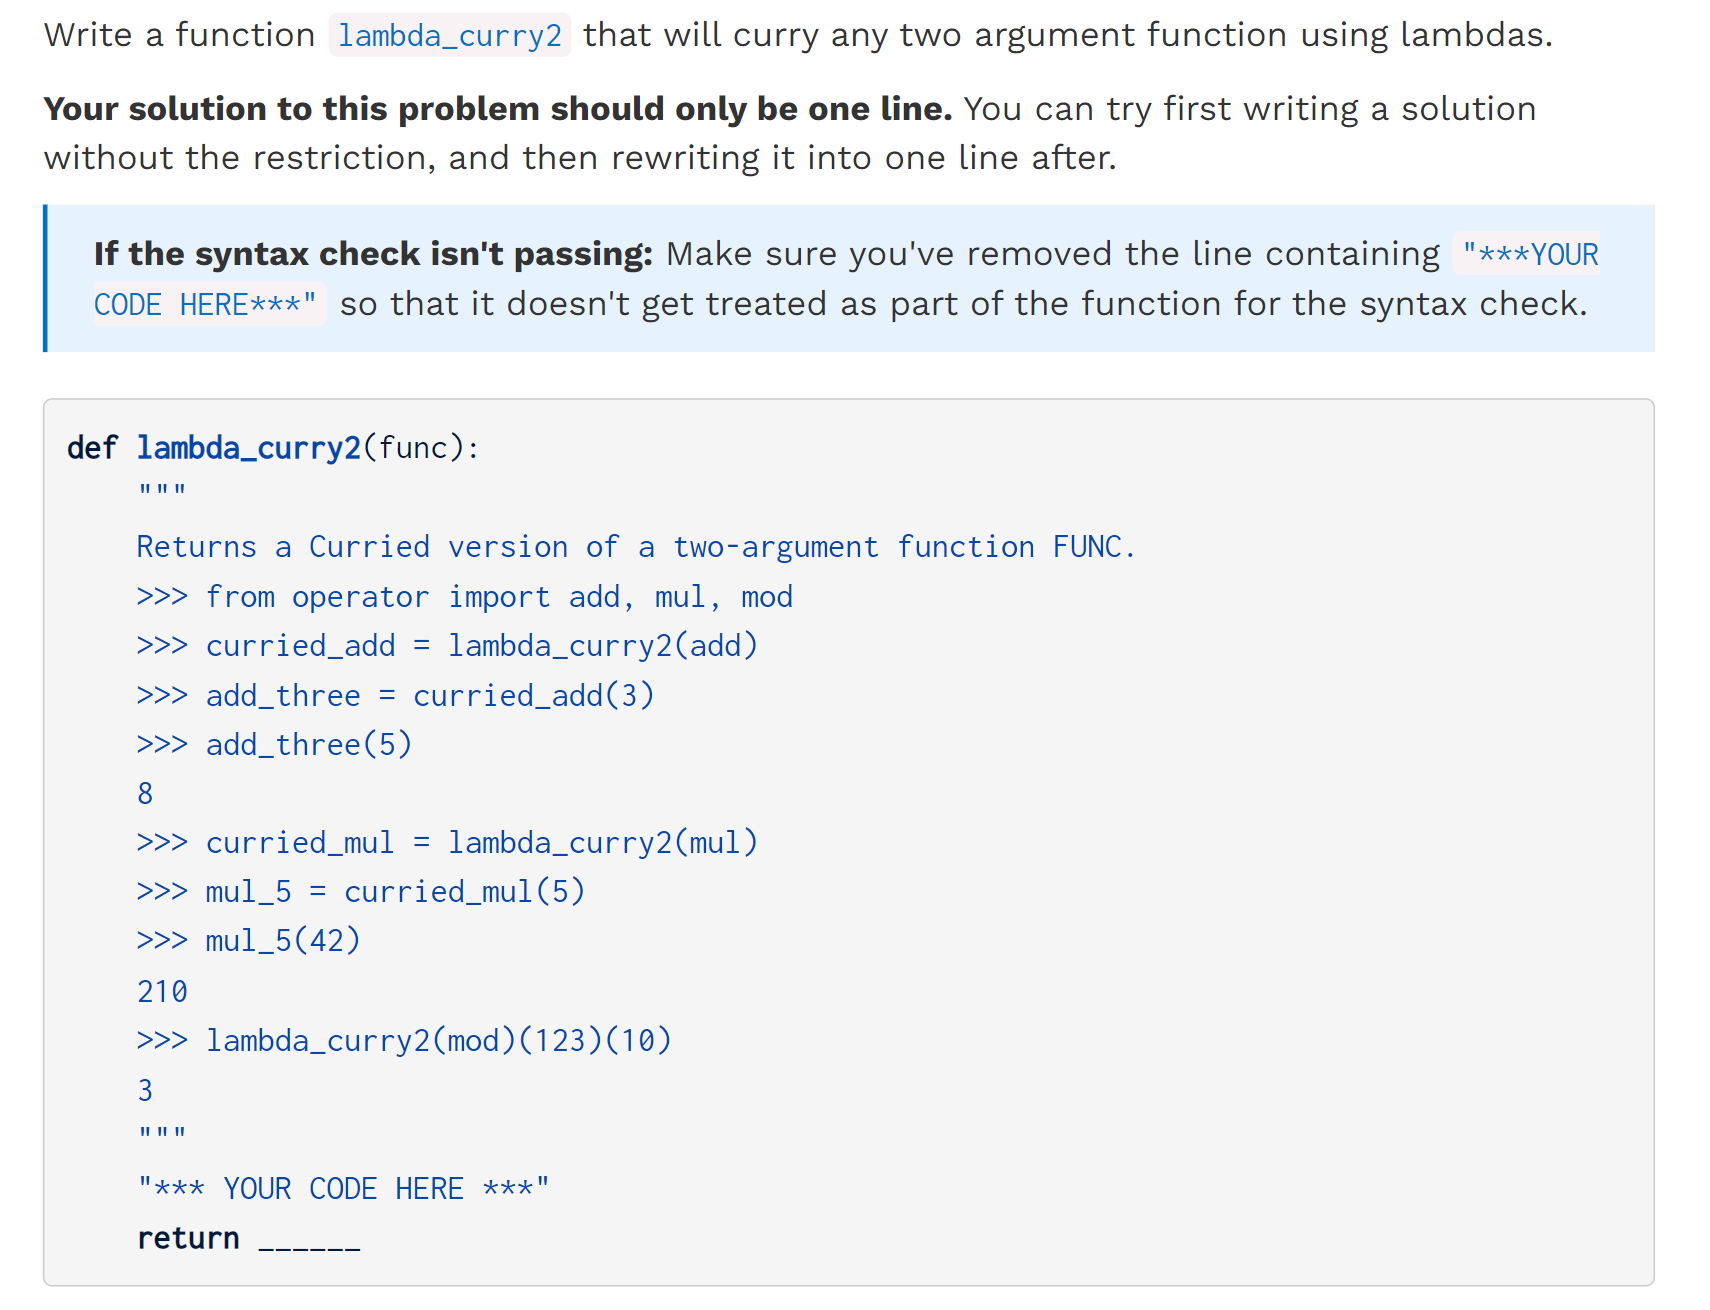 Write a function lambda_curry2 that will curry any two argument function using lambdas.
Your solution to this problem should only be one line. You can try first writing a solution
without the restriction, and then rewriting it into one line after.
If the syntax check isn't passing: Make sure you've removed the line containing "***YOUR
CODE HERE***" so that it doesn't get treated as part of the function for the syntax check.
def lambda_curry2(func):
    """
    Returns a Curried version of a two-argument function FUNC.
    >>> from operator import add, mul, mod
    >>> curried_add = lambda_curry2(add)
    >>> add_three = curried_add(3)
    >>> add_three(5)
    8
    >>> curried_mul = lambda_curry2(mul)
    >>> mul_5 = curried_mul(5)
    >>> mul_5(42)
    210
    >>> lambda_curry2(mod)(123)(10)
    3
    """
    "*** YOUR CODE HERE ***"
    return ______